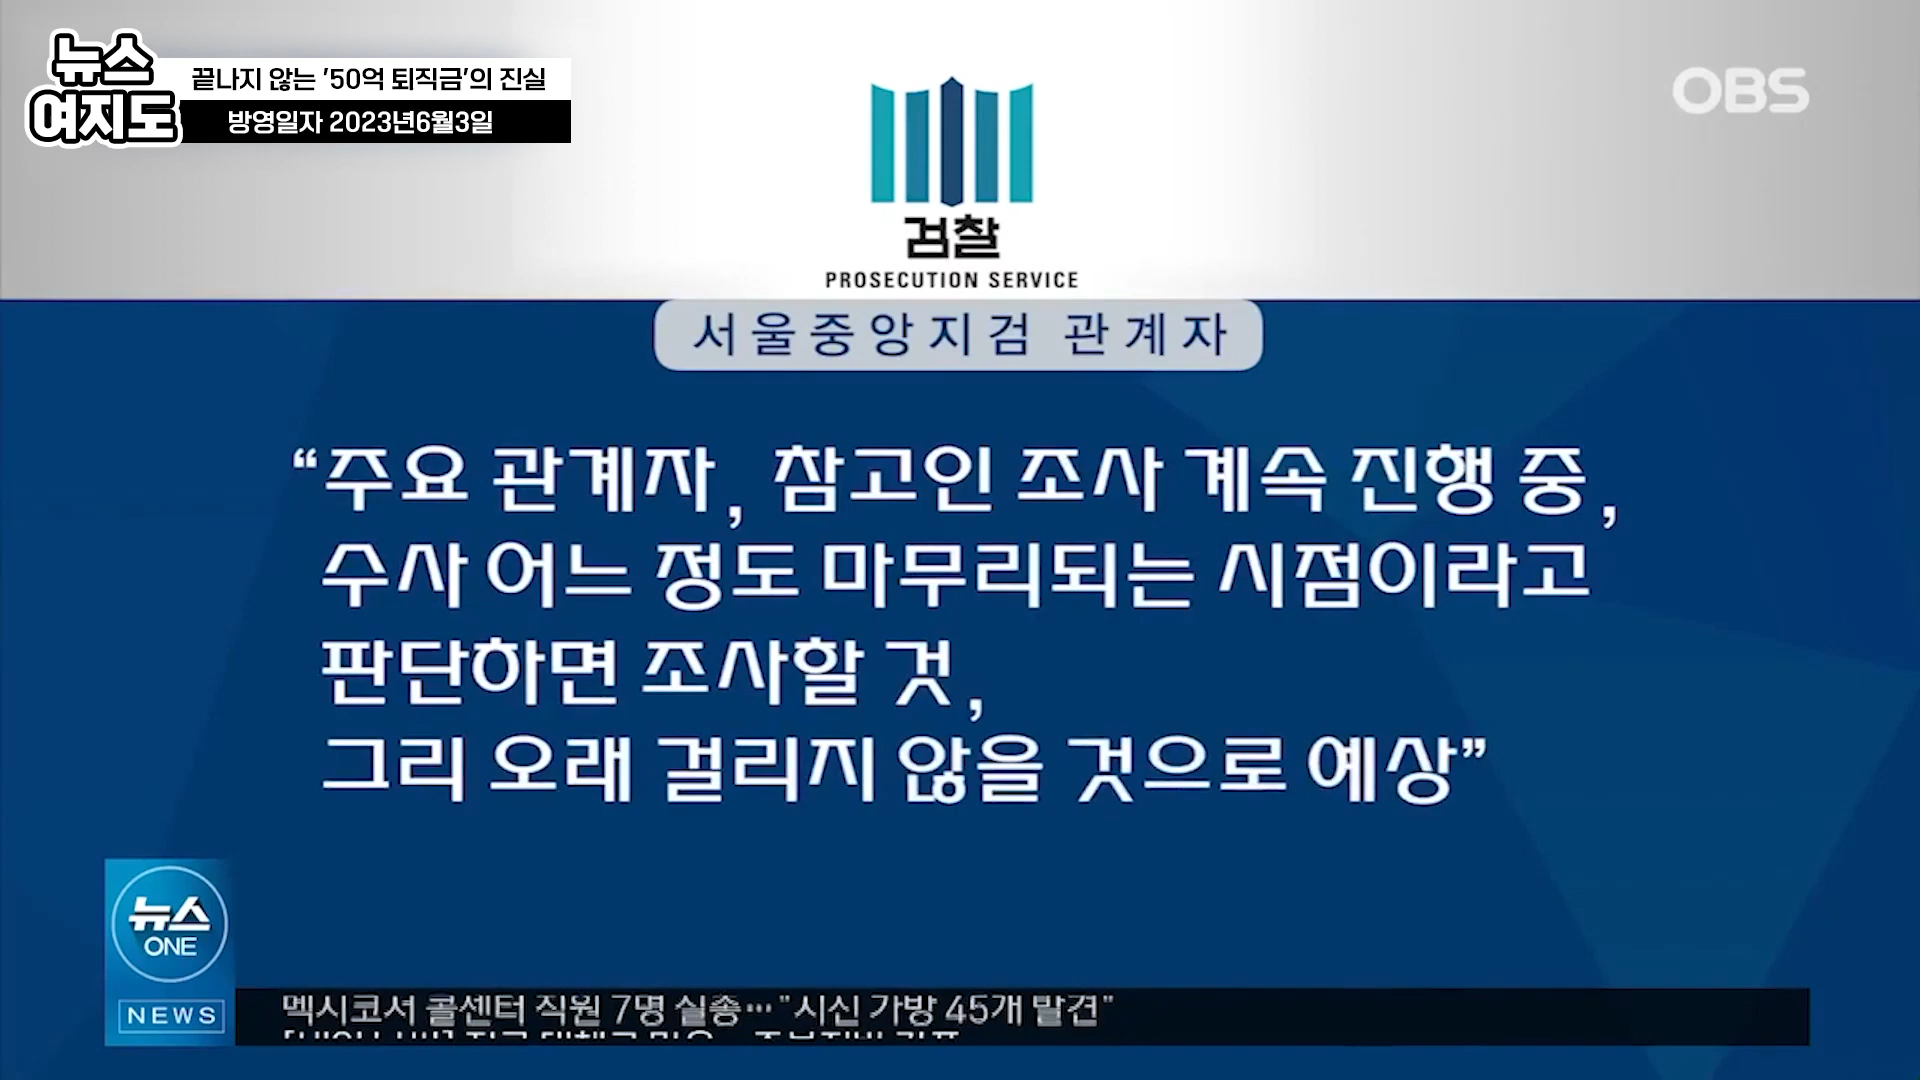 뉴스
여지도
끝나지 않는 '50억 퇴직금'의 진실
방영일자 2023년6월3일
OBS
검찰
PROSECUTION SERVICE
서울중앙지검 관계자
“주요 관계자, 참고인 조사 계속 진행 중,
수사 어느 정도 마무리되는 시점이라고
판단하면 조사할 것,
그리 오래 걸리지 않을 것으로 예상”
뉴스
ONE
NEWS
멕시코서 콜센터 직원 7명 실종…"시신 가방 45개 발견"